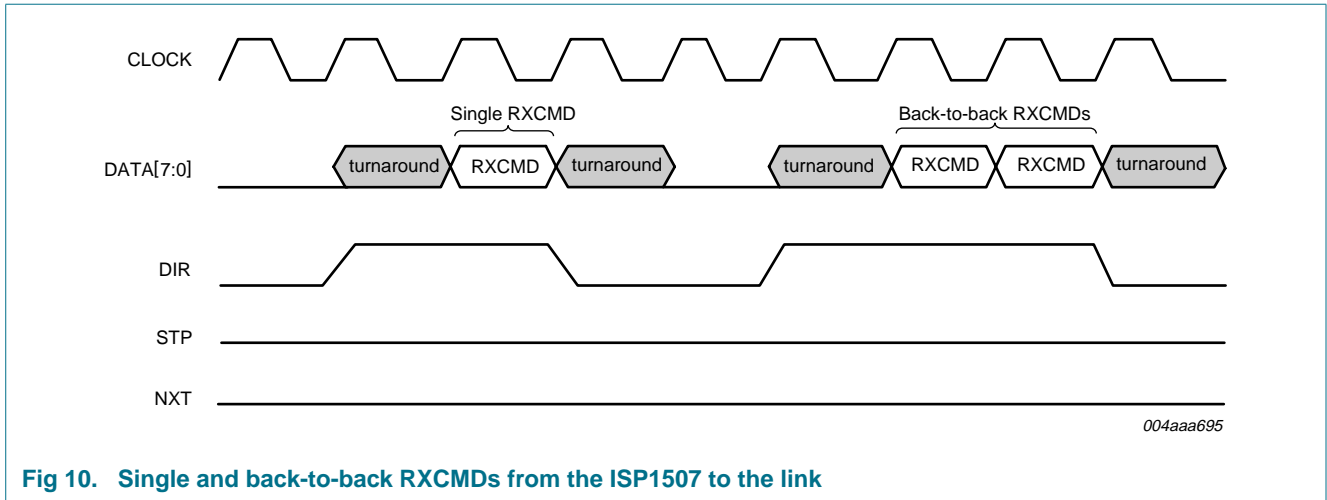 CLOCK
Single RXCMD
Back-to-back RXCMDs
DATA[7:0]
turnaround
RXCMD
turnaround
turnaround
RXCMD
RXCMD
turnaround
DIR
STP
NXT
004aaa695
Fig 10. Single and back-to-back RXCMDs from the ISP1507 to the link